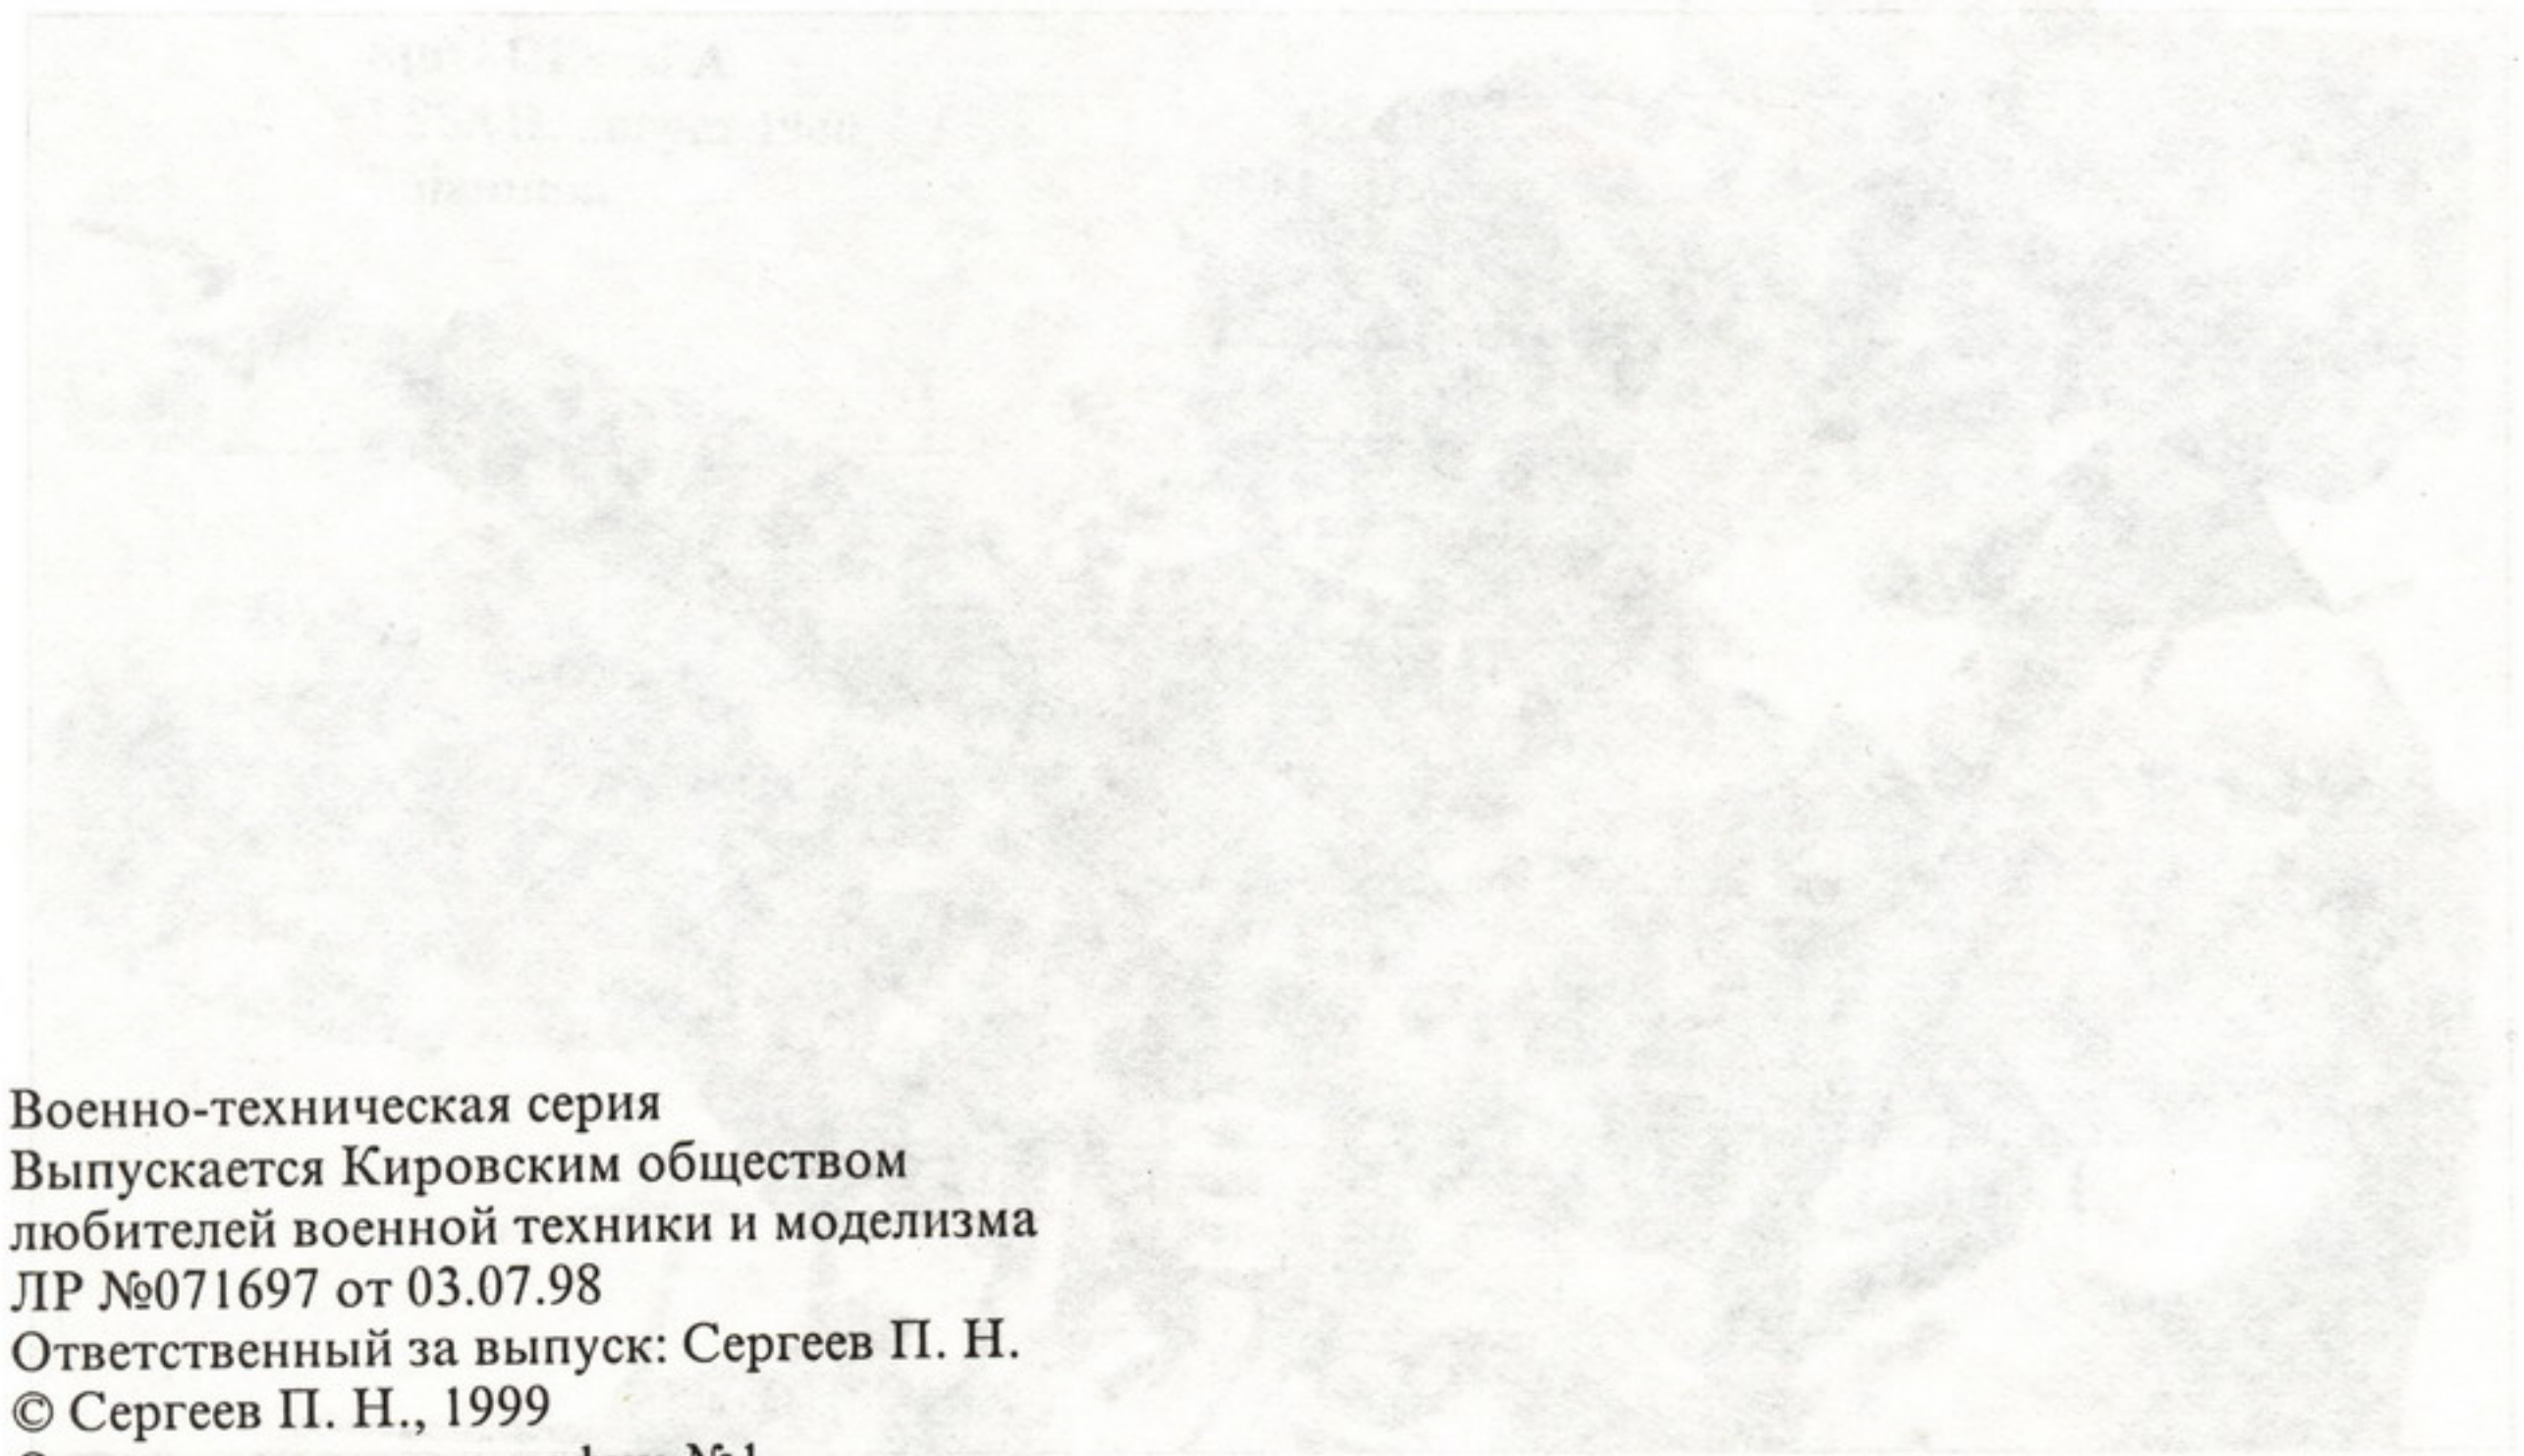 Военно-техническая серия
Выпускается Кировским обществом
любителей военной техники и моделизма
ЛР №071697 от 03.07.98
Ответственный за выпуск: Сергеев П. Н.
© Сергеев П. Н., 1999